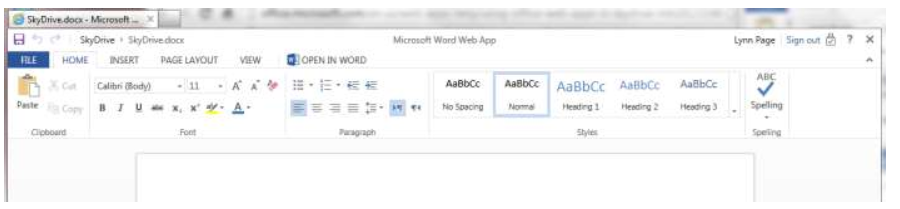 SkyDrive.docx - Microsoft ...
SkyDrive › SkyDrive.docx Microsoft Word Web App Lynn Page Sign out ? ×
FILE HOME INSERT PAGE LAYOUT VIEW OPEN IN WORD
Cut Calibri (Body) 11 A A AaBbCc AaBbCc AaBbCc AaBbCc AaBbCc ABC
Paste Copy B I U abc x₂ x² ab A No Spacing Normal Heading 1 Heading 2 Heading 3 Spelling
Clipboard Font Paragraph Styles Spelling